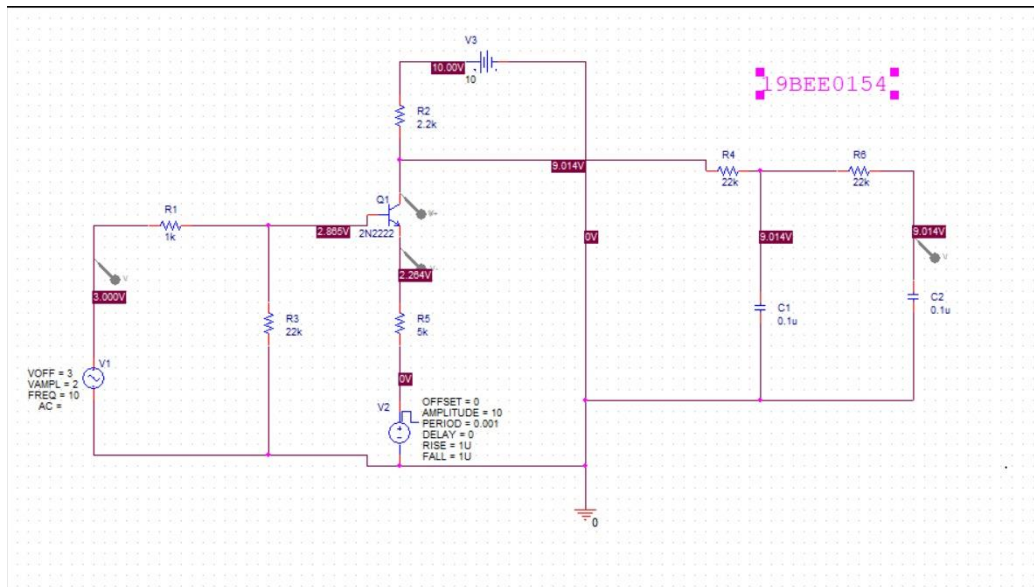 V3
10.00V
10
19BEE0154
R2
2.2k
9.014V
R4
22k
R6
22k
Q1
2N2222
R1
1k
2.865V
0V
9.014V
9.014V
2.264V
3.000V
R3
22k
R5
5k
C1
0.1u
C2
0.1u
V1
VOFF = 3
VAMPL = 2
FREQ = 10
AC =
0V
V2
OFFSET = 0
AMPLITUDE = 10
PERIOD = 0.001
DELAY = 0
RISE = 1U
FALL = 1U
0